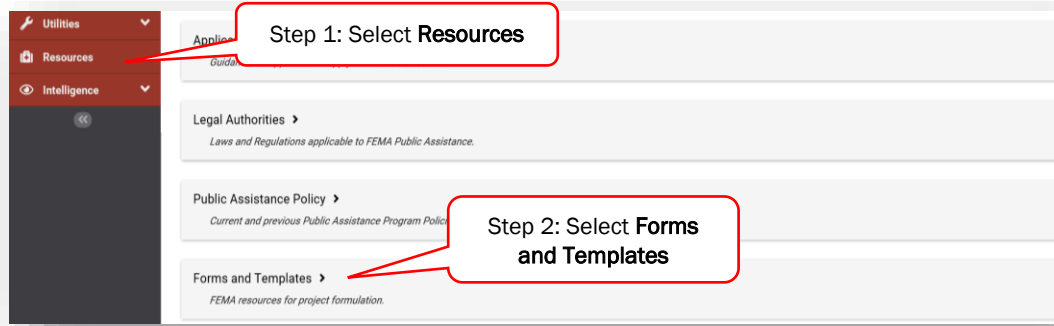 Utilities
Resources
Intelligence
Step 1: Select Resources
Legal Authorities
Laws and Regulations applicable to FEMA Public Assistance.
Public Assistance Policy
Current and previous Public Assistance Program
Step 2: Select Forms
and Templates
Forms and Templates
FEMA resources for project formulation.